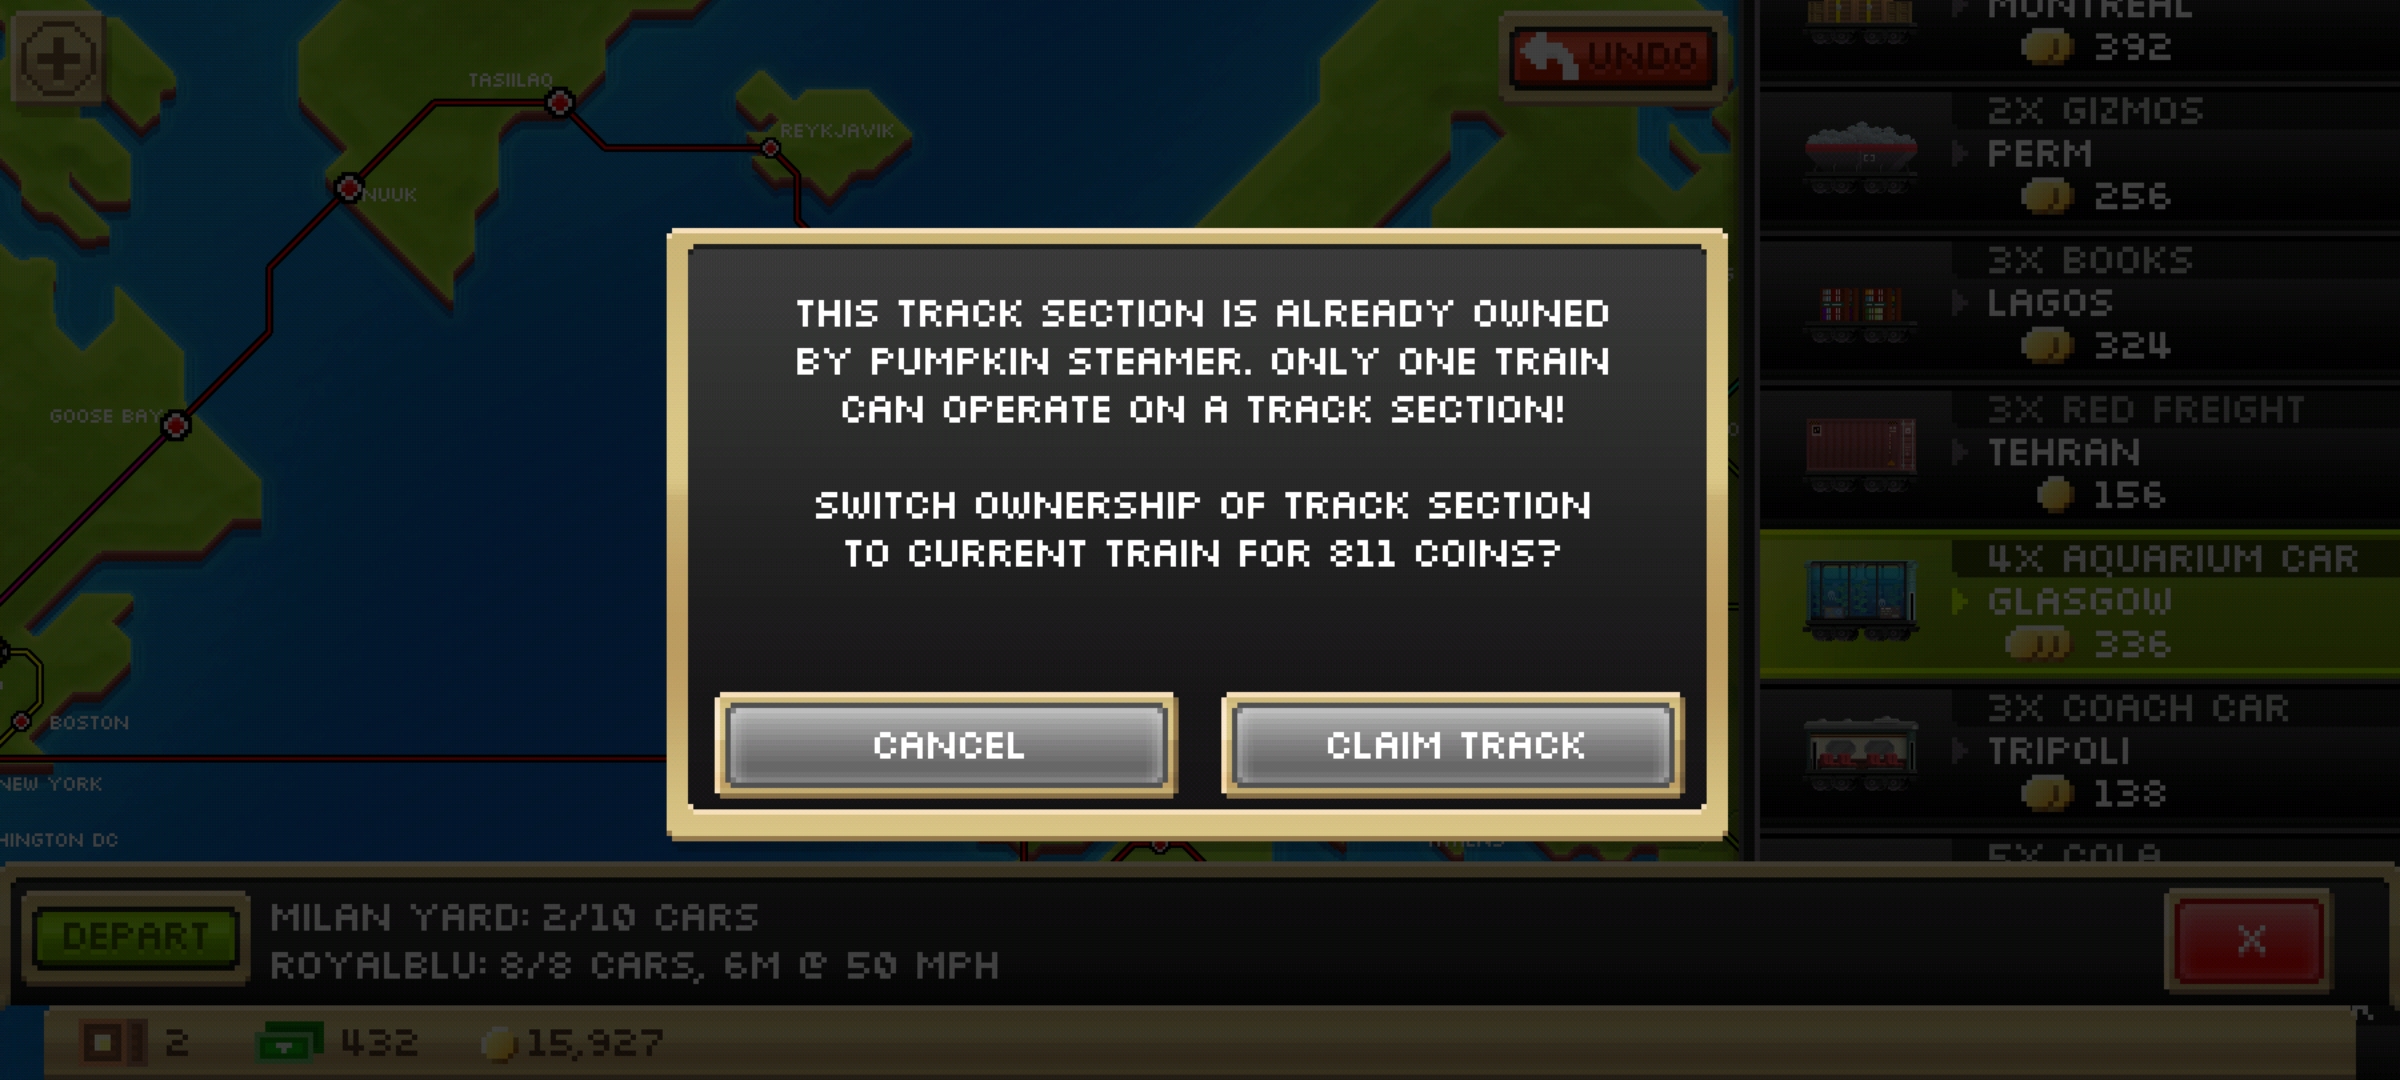 TASIILAQ
REYKJAVIK
NUUK
GOOSE BAY
BOSTON
NEW YORK
HINGTON DC
ATHENS
UNDO
MONTREAL
392
2X GIZMOS
PERM
256
3X BOOKS
LAGOS
324
3X RED FREIGHT
TEHRAN
156
4X AQUARIUM CAR
GLASGOW
336
3X COACH CAR
TRIPOLI
138
5X COLA
THIS TRACK SECTION IS ALREADY OWNED
BY PUMPKIN STEAMER. ONLY ONE TRAIN
CAN OPERATE ON A TRACK SECTION!
SWITCH OWNERSHIP OF TRACK SECTION
TO CURRENT TRAIN FOR 811 COINS?
CANCEL
CLAIM TRACK
DEPART
MILAN YARD: 2/10 CARS
ROYALBLU: 8/8 CARS, 6M @ 50 MPH
X
2
432
15,927